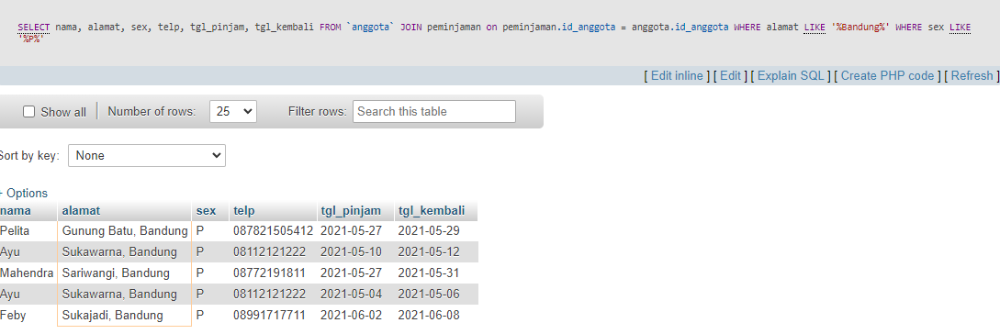 SELECT nama, alamat, sex, telp, tgl_pinjam, tgl_kembali FROM `anggota` JOIN peminjaman on peminjaman.id_anggota = anggota.id_anggota WHERE alamat LIKE '%Bandung%' WHERE sex LIKE
'%P%'
[ Edit inline ] [ Edit ] [ Explain SQL ] [ Create PHP code ] [ Refresh ]
Show all Number of rows: 25 Filter rows: Search this table
Sort by key: None
+ Options
nama alamat sex telp tgl_pinjam tgl_kembali
Pelita Gunung Batu, Bandung P 087821505412 2021-05-27 2021-05-29
Ayu Sukawarna, Bandung P 08112121222 2021-05-10 2021-05-12
Mahendra Sariwangi, Bandung P 08772191811 2021-05-27 2021-05-31
Ayu Sukawarna, Bandung P 08112121222 2021-05-04 2021-05-06
Feby Sukajadi, Bandung P 08991717711 2021-06-02 2021-06-08